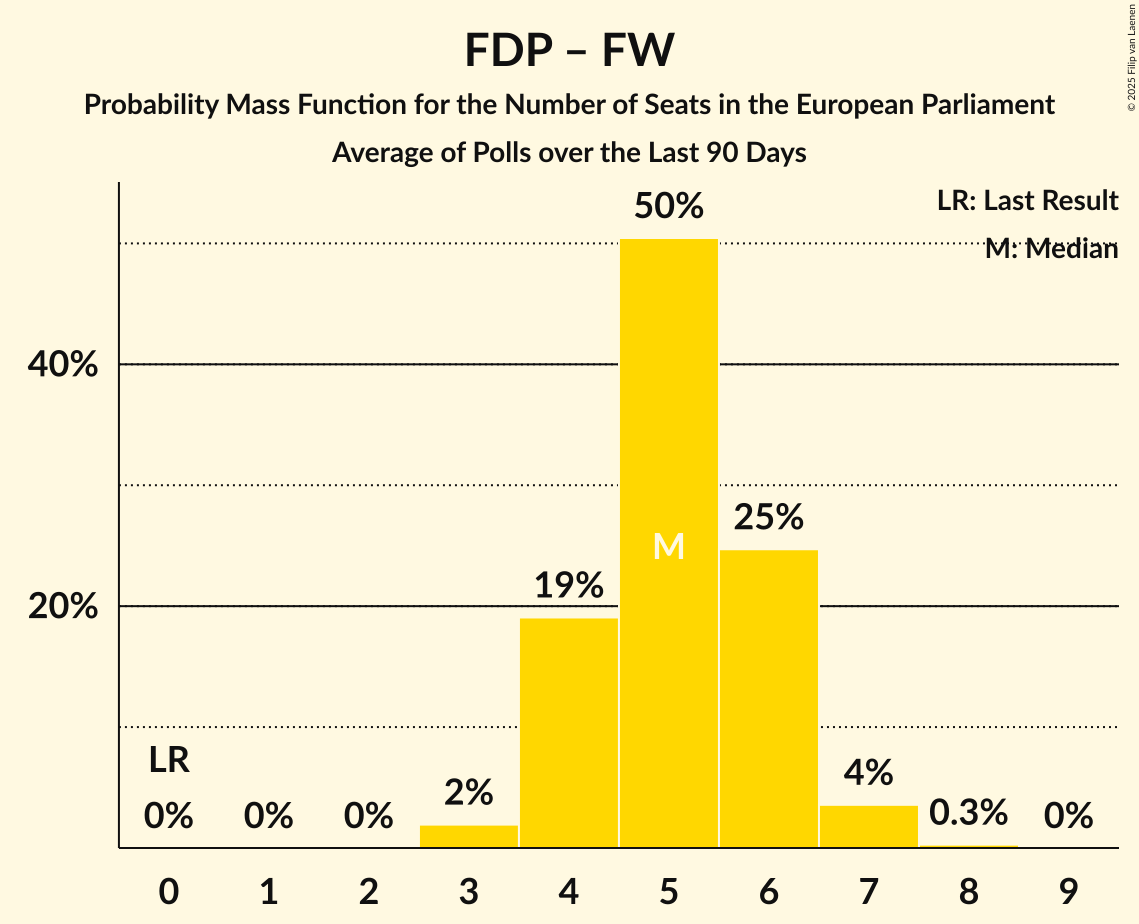 FDP – FW
Probability Mass Function for the Number of Seats in the European Parliament
Average of Polls over the Last 90 Days
© 2025 Filip van Laenen
LR: Last Result
M: Median
50%
40%
25%
M
19%
20%
LR
4%
2%
0.3%
0% 0% 0% 0%
0 1 2 3 4 5 6 7 8 9